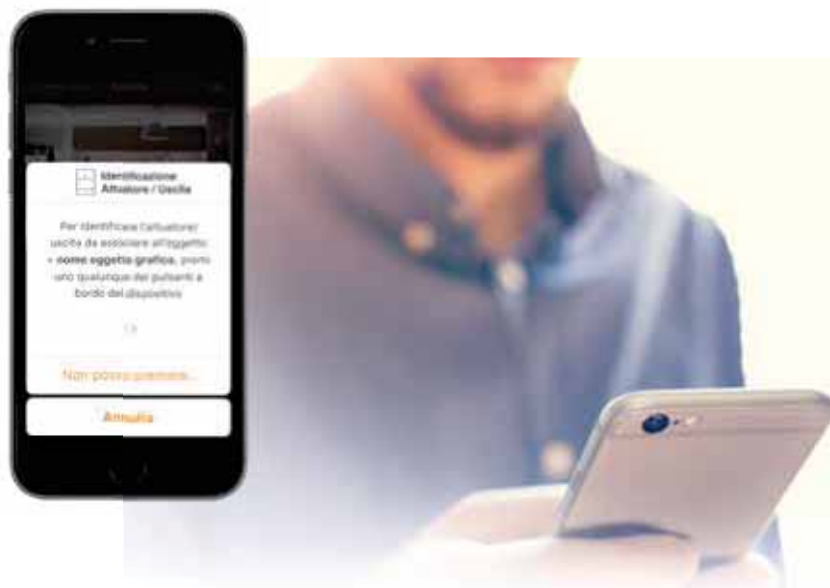 Identificazione
Attuatore / Uscita
Per identificare l'attuatore/
uscita da associare all'oggetto
« nome oggetto grafica, premi
uno qualunque dei pulsanti a
bordo del dispositivo
Non posso premere...
Annulla